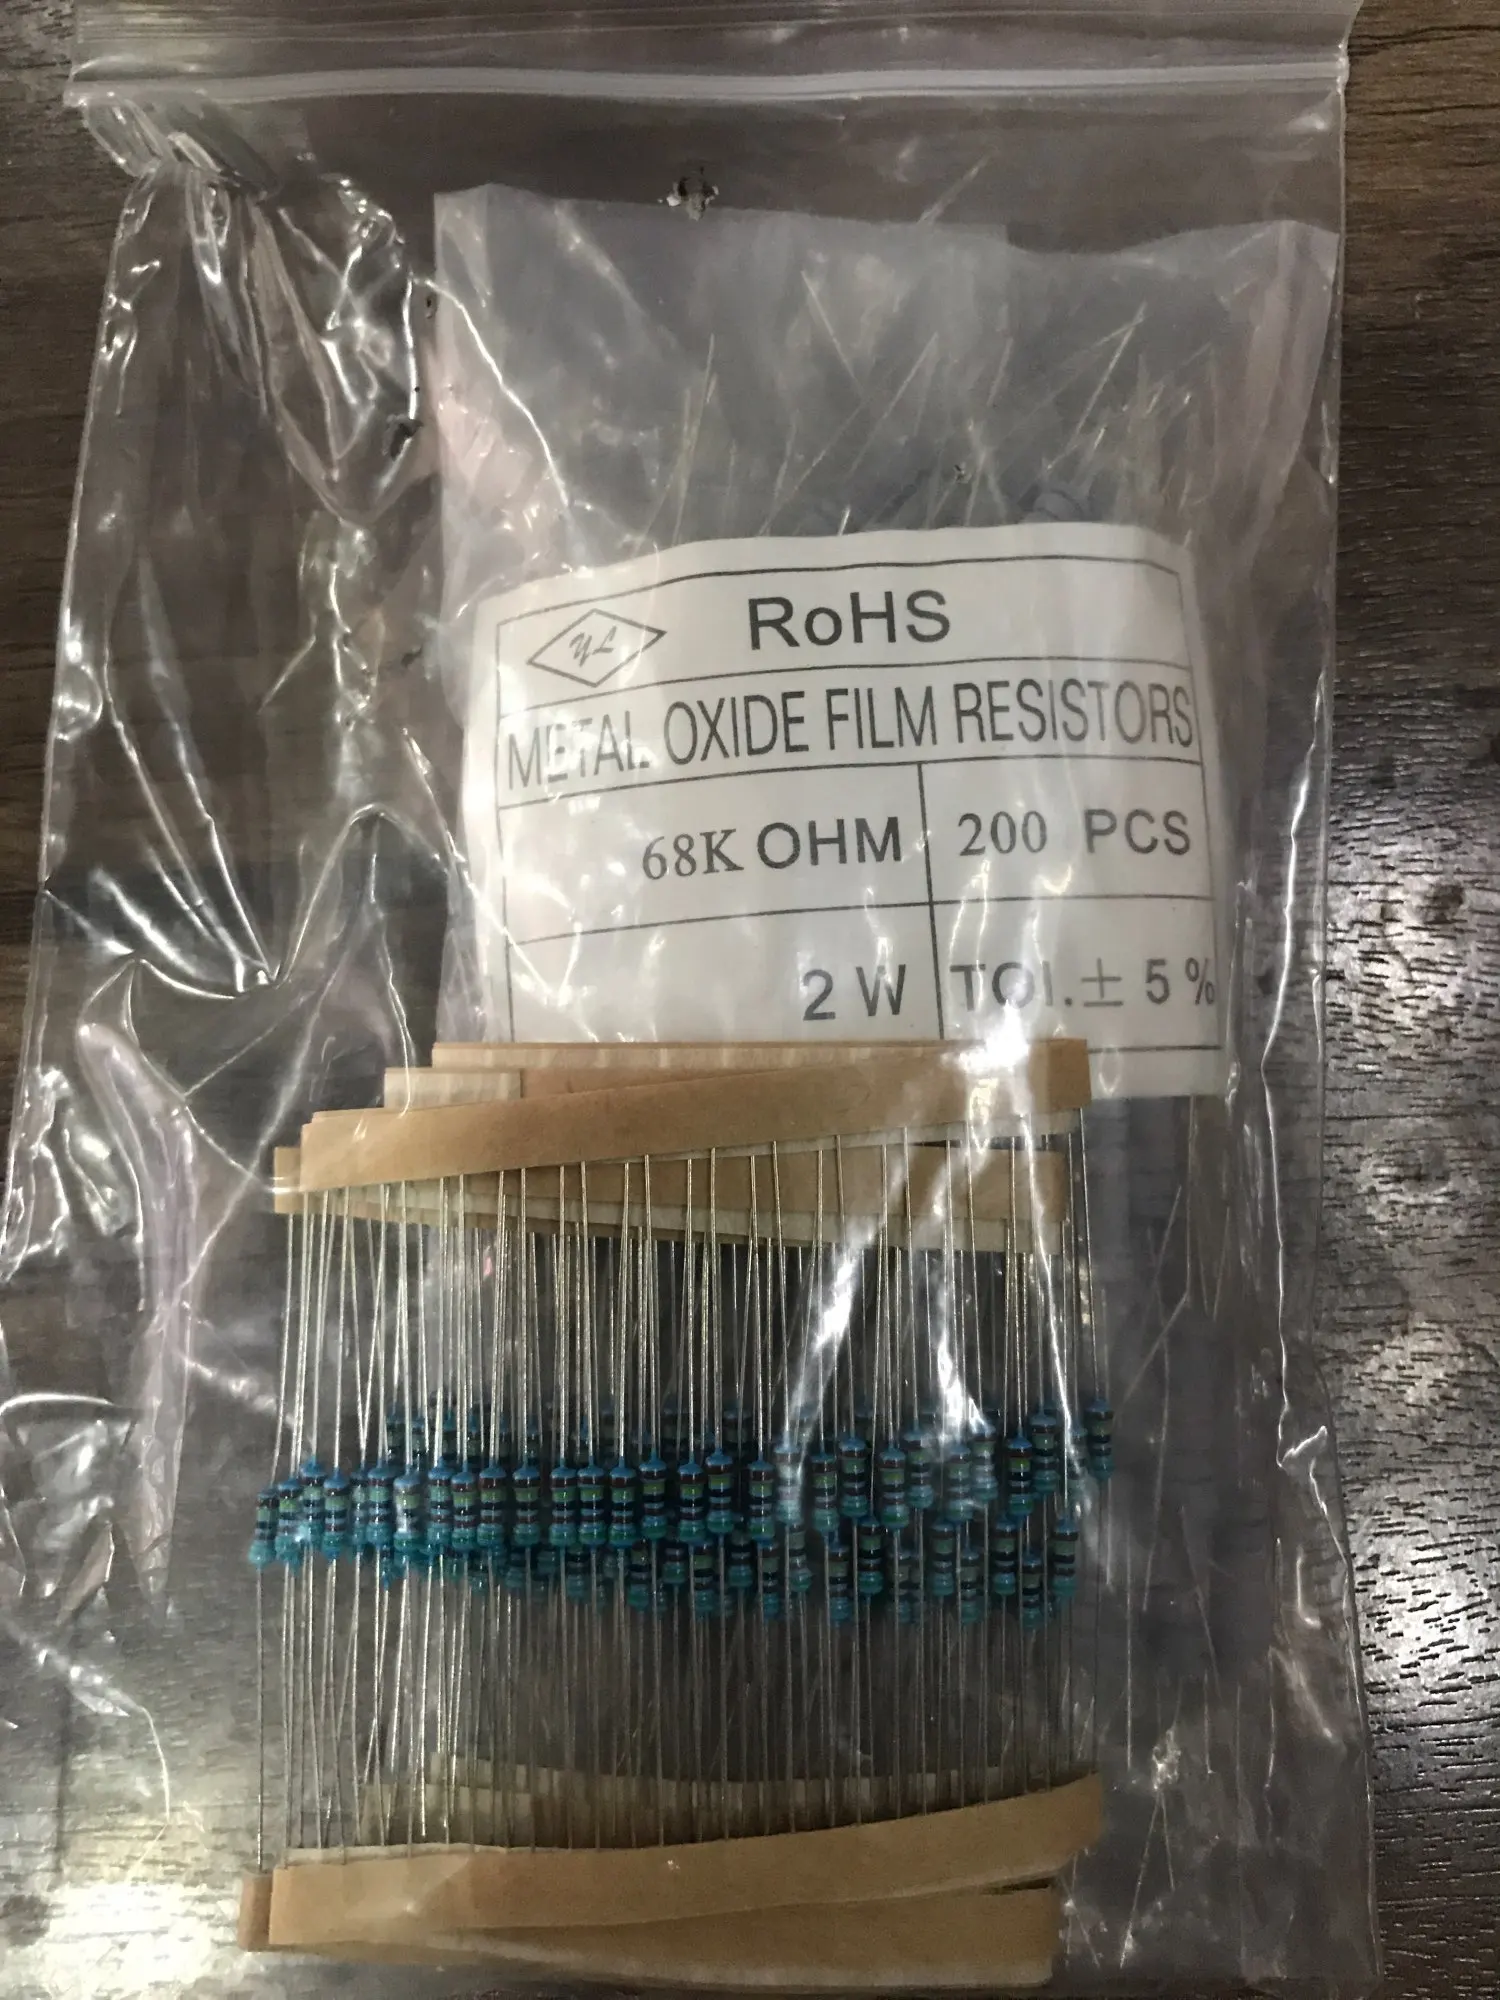 YL
RoHS
METAL OXIDE FILM RESISTORS
68K OHM
200 PCS
2 W
TOl. ± 5 %